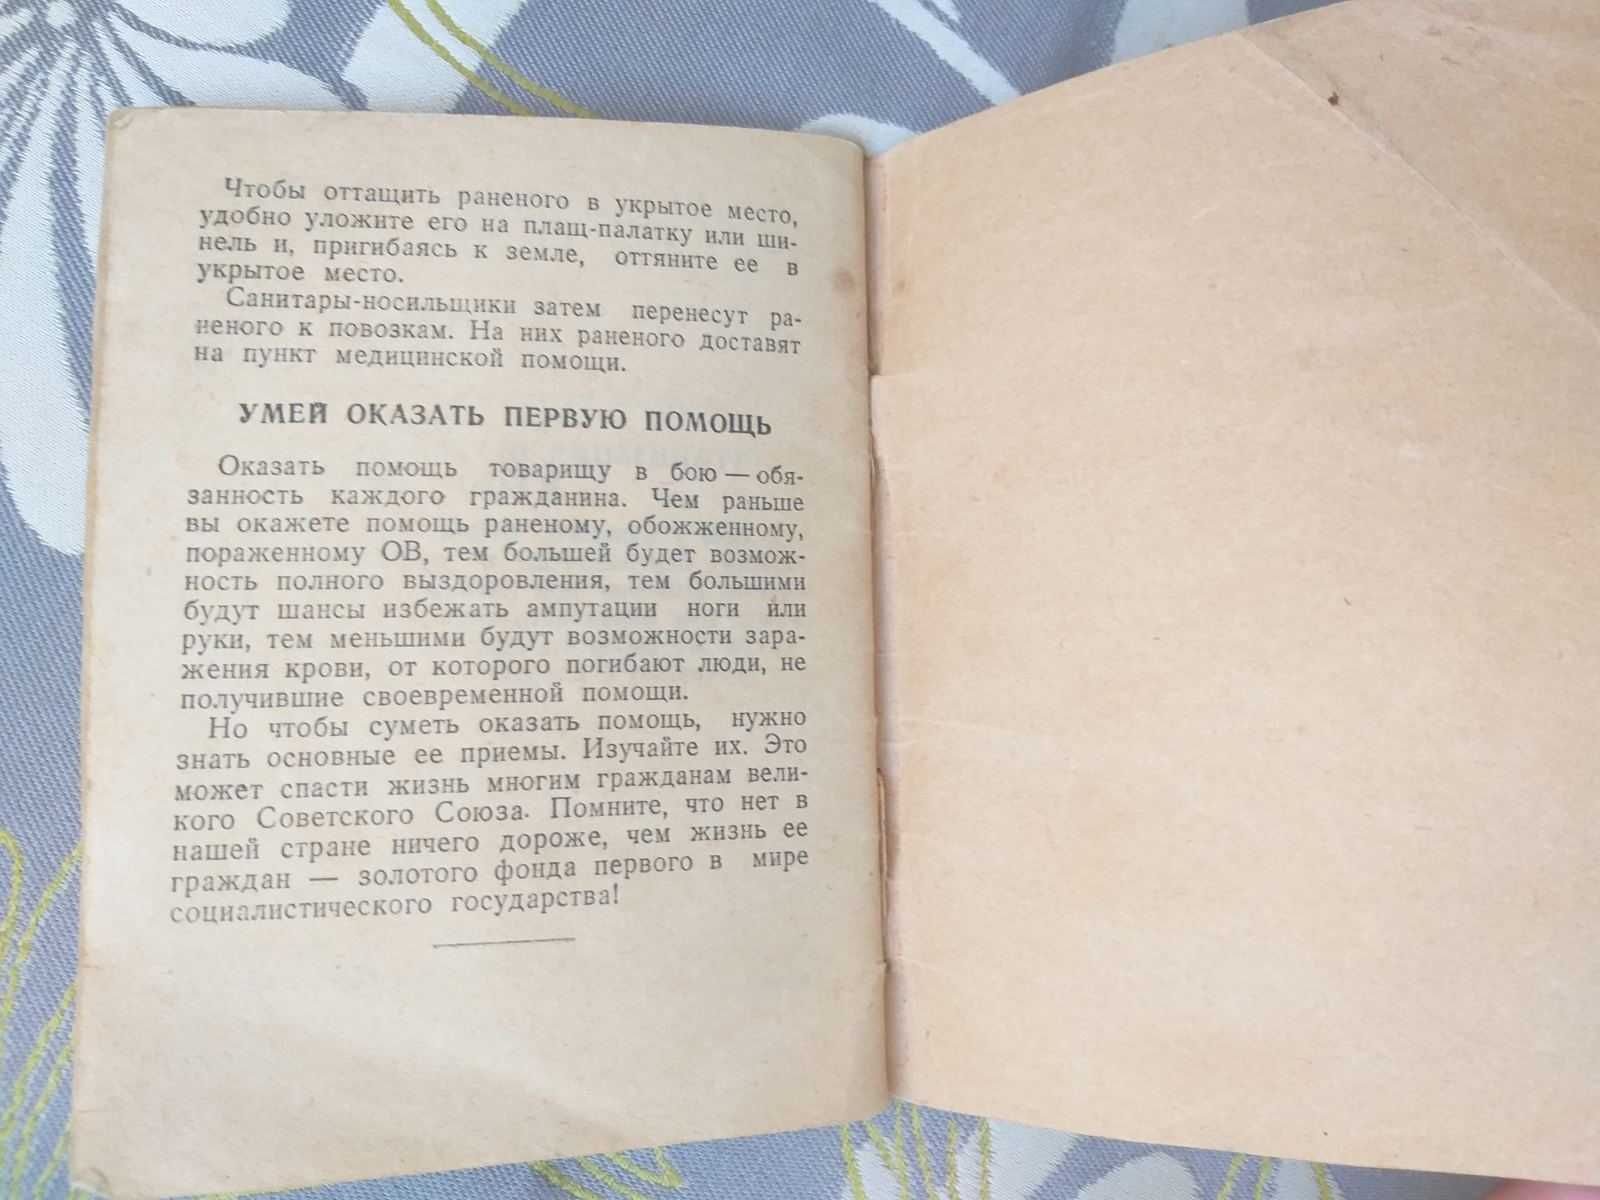 Чтобы оттащить раненого в укрытое место,
удобно уложите его на плащ-палатку или ши-
нель и, пригибаясь к земле, оттяните ее в
укрытое место.
Санитары-носильщики затем перенесут ра-
неного к повозкам. На них раненого доставят
на пункт медицинской помощи.
УМЕЙ ОКАЗАТЬ ПЕРВУЮ ПОМОЩЬ
Оказать помощь товарищу в бою — обя-
занность каждого гражданина. Чем раньше
вы окажете помощь раненому, обожженному,
пораженному ОВ, тем большей будет возмож-
ность полного выздоровления, тем большими
будут шансы избежать ампутации ноги или
руки, тем меньшими будут возможности зара-
жения крови, от которого погибают люди, не
получившие своевременной помощи.
Но чтобы суметь оказать помощь, нужно
знать основные ее приемы. Изучайте их. Это
может спасти жизнь многим гражданам вели-
кого Советского Союза. Помните, что нет в
нашей стране ничего дороже, чем жизнь ее
граждан — золотого фонда первого в мире
социалистического государства!